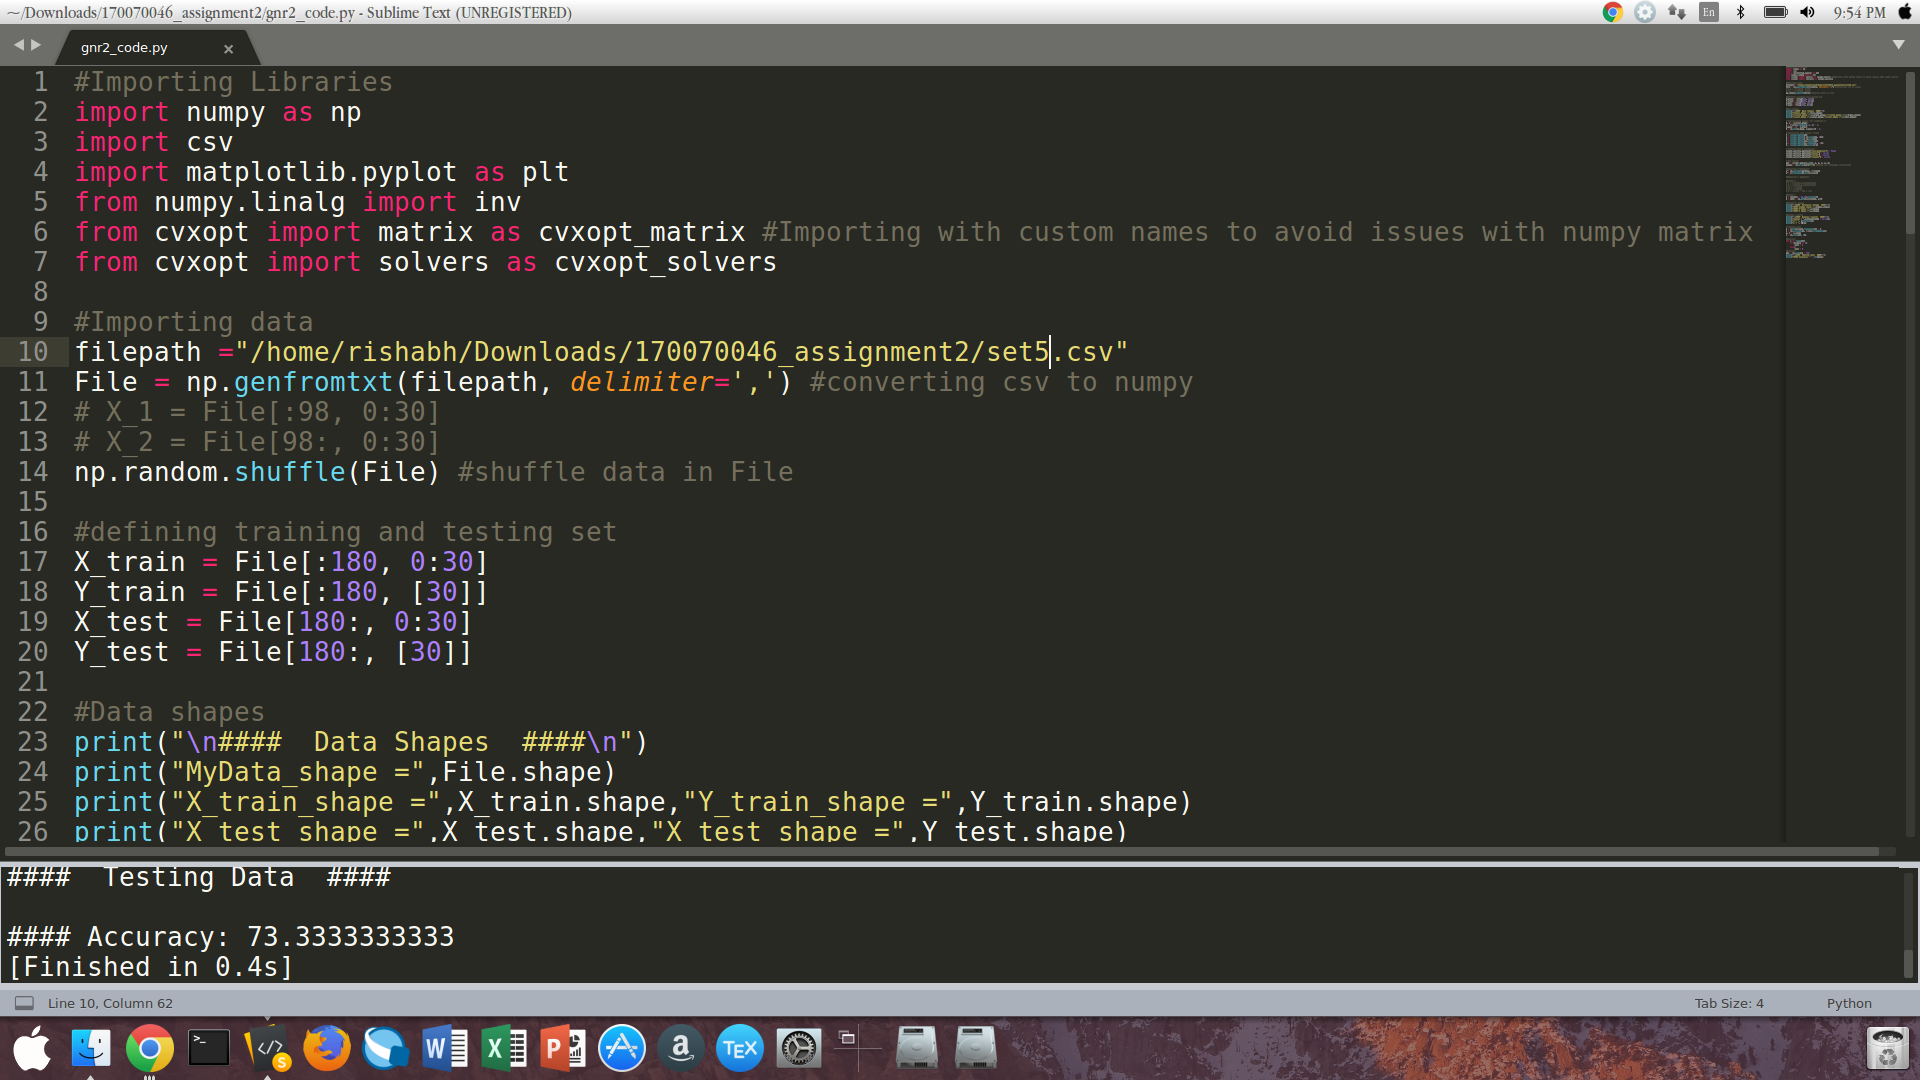 ~/Downloads/170070046_assignment2/gnr2_code.py - Sublime Text (UNREGISTERED)
En
9:54 PM
gnr2_code.py ×
1 #Importing Libraries
2 import numpy as np
3 import csv
4 import matplotlib.pyplot as plt
5 from numpy.linalg import inv
6 from cvxopt import matrix as cvxopt_matrix #Importing with custom names to avoid issues with numpy matrix
7 from cvxopt import solvers as cvxopt_solvers
8
9 #Importing data
10 filepath ="/home/rishabh/Downloads/170070046_assignment2/set5.csv"
11 File = np.genfromtxt(filepath, delimiter=',') #converting csv to numpy
12 # X_1 = File[:98, 0:30]
13 # X_2 = File[98:, 0:30]
14 np.random.shuffle(File) #shuffle data in File
15
16 #defining training and testing set
17 X_train = File[:180, 0:30]
18 Y_train = File[:180, [30]]
19 X_test = File[180:, 0:30]
20 Y_test = File[180:, [30]]
21
22 #Data shapes
23 print("\n####  Data Shapes  ####\n")
24 print("MyData_shape =",File.shape)
25 print("X_train_shape =",X_train.shape,"Y_train_shape =",Y_train.shape)
26 print("X_test_shape =",X_test.shape,"X_test_shape =",Y_test.shape)
####  Testing Data  ####
#### Accuracy: 73.3333333333
[Finished in 0.4s]
Line 10, Column 62
Tab Size: 4
Python
>_
</>
S
W
X
P
a
TEX